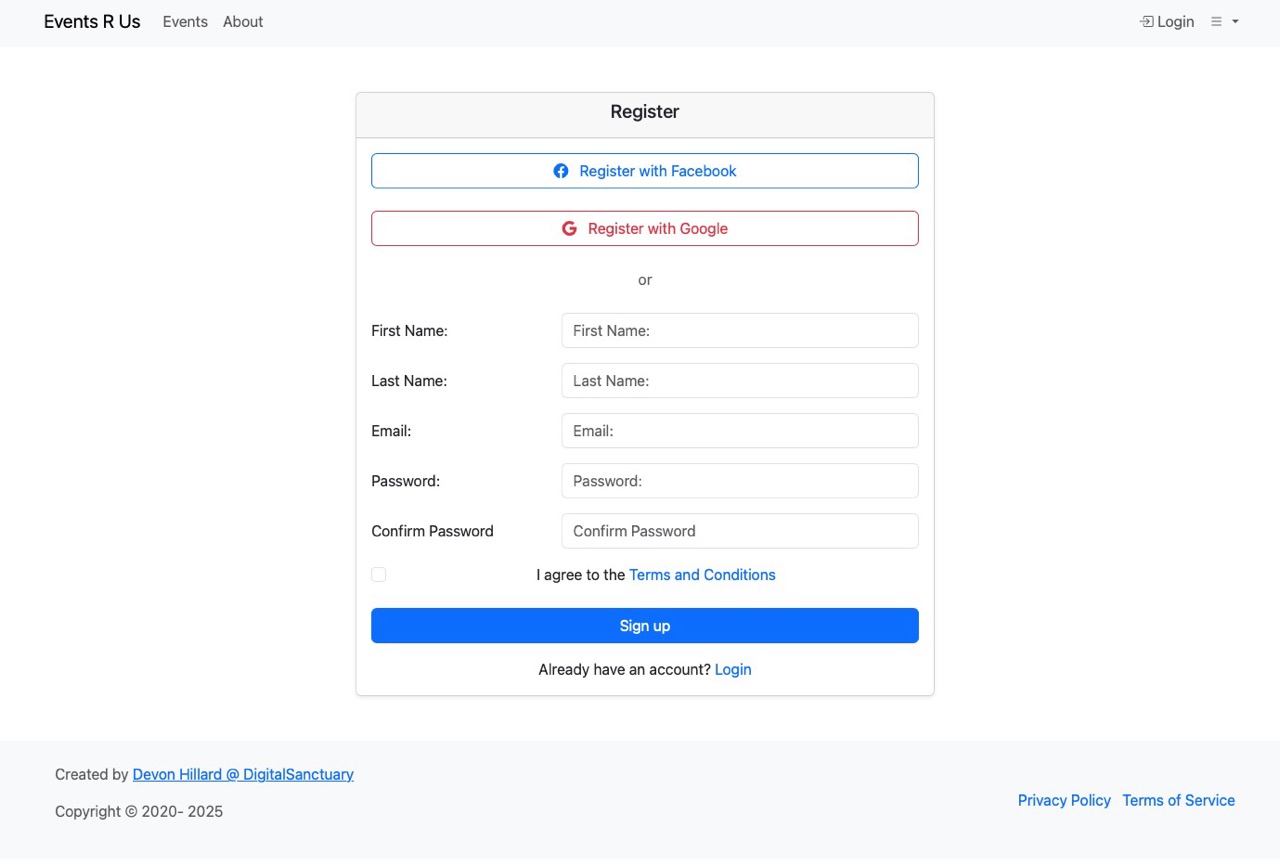 Events R Us Events About Login
Register
Register with Facebook
Register with Google
or
First Name: First Name:
Last Name: Last Name:
Email: Email:
Password: Password:
Confirm Password Confirm Password
I agree to the Terms and Conditions
Sign up
Already have an account? Login
Created by Devon Hillard @ DigitalSanctuary
Copyright © 2020- 2025
Privacy Policy Terms of Service